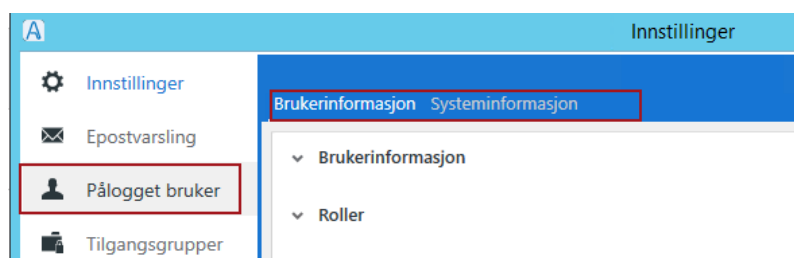 A
Innstillinger
Innstillinger
Epostvarsling
Pålogget bruker
Tilgangsgrupper
Brukerinformasjon Systeminformasjon
Brukerinformasjon
Roller